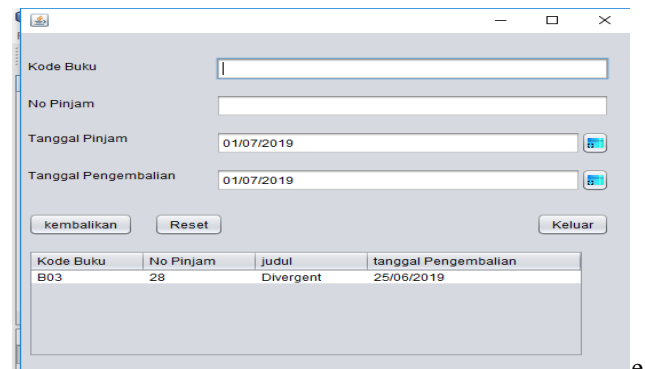 Kode Buku
No Pinjam
Tanggal Pinjam 01/07/2019
Tanggal Pengembalian 01/07/2019
kembalikan Reset Keluar
Kode Buku No Pinjam judul tanggal Pengembalian
B03 28 Divergent 25/06/2019